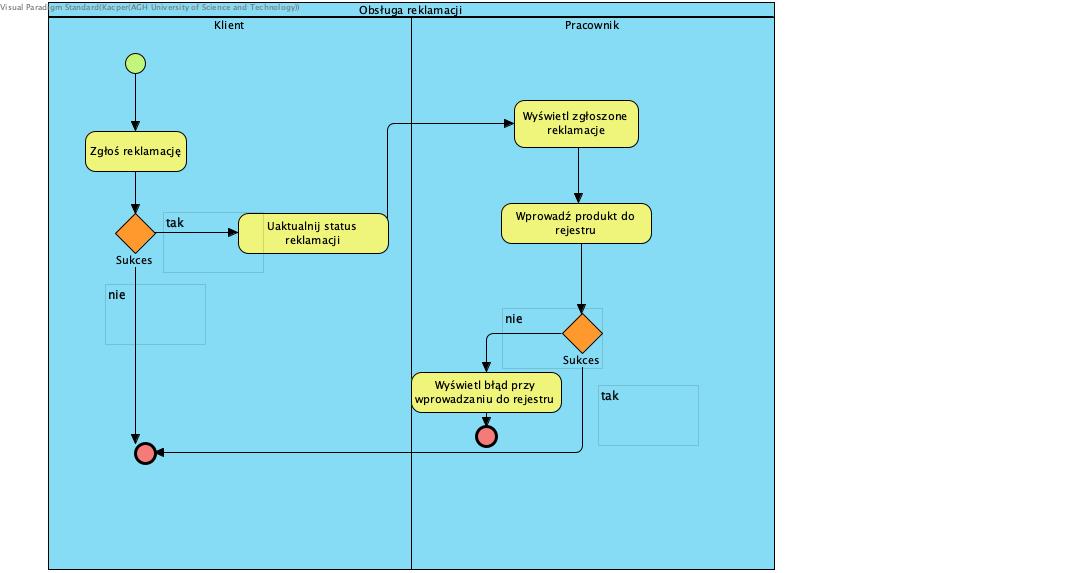 Visual Paradigm Standard(Kacper(AGH University of Science and Technology))
Obsługa reklamacji
Klient
Pracownik
Zgłoś reklamację
Sukces
tak
nie
Uaktualnij status
reklamacji
Wyświetl zgłoszone
reklamacje
Wprowadź produkt do
rejestru
Sukces
nie
tak
Wyświetl błąd przy
wprowadzaniu do rejestru